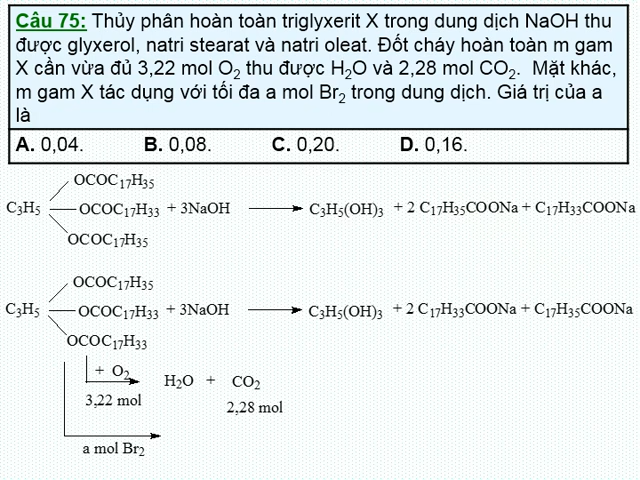 Câu 75: Thủy phân hoàn toàn triglyxerit X trong dung dịch NaOH thu
được glyxerol, natri stearat và natri oleat. Đốt cháy hoàn toàn m gam
X cần vừa đủ 3,22 mol O₂ thu được H₂O và 2,28 mol CO₂. Mặt khác,
m gam X tác dụng với tối đa a mol Br₂ trong dung dịch. Giá trị của a
là
A. 0,04. B. 0,08. C. 0,20. D. 0,16.
OCOC₁₇H₃₅
C₃H₅ OCOC₁₇H₃₃ + 3NaOH C₃H₅(OH)₃ + 2 C₁₇H₃₅COONa + C₁₇H₃₃COONa
OCOC₁₇H₃₅
OCOC₁₇H₃₅
C₃H₅ OCOC₁₇H₃₃ + 3NaOH C₃H₅(OH)₃ + 2 C₁₇H₃₃COONa + C₁₇H₃₅COONa
OCOC₁₇H₃₃
+ O₂ H₂O + CO₂
3,22 mol 2,28 mol
a mol Br₂